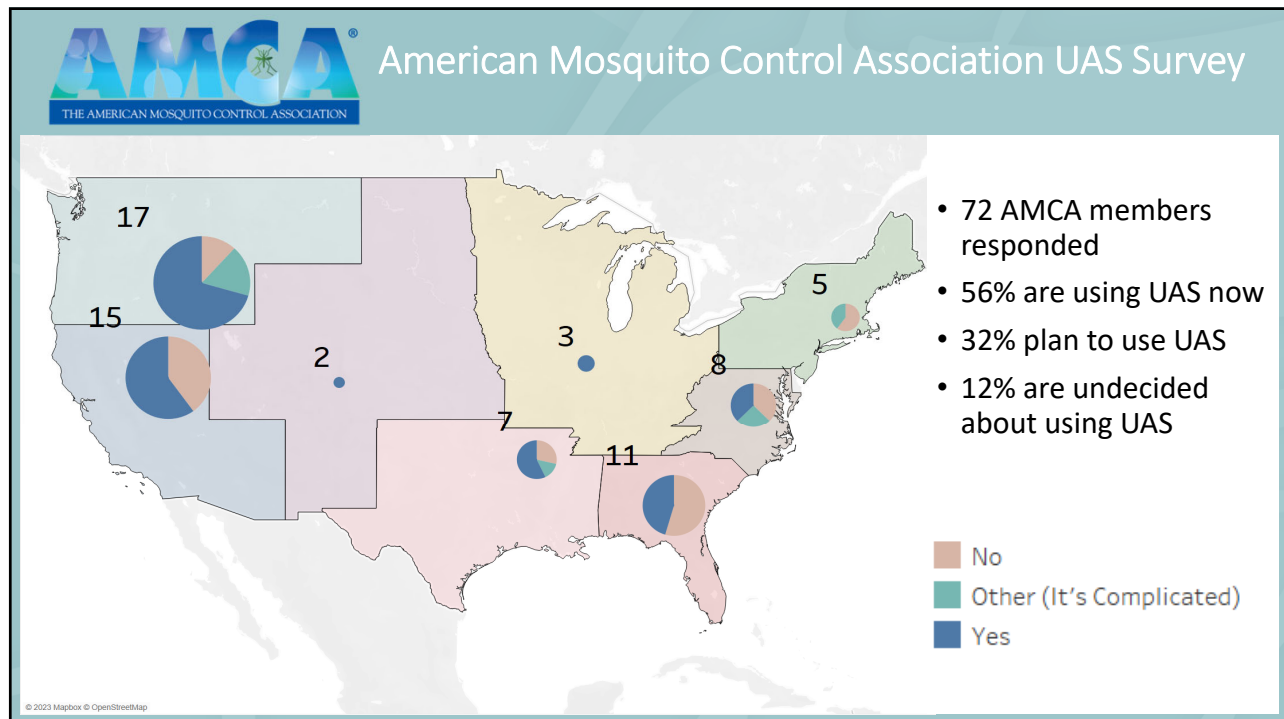 AMCA®
THE AMERICAN MOSQUITO CONTROL ASSOCIATION
American Mosquito Control Association UAS Survey
17
15
2
3
5
8
7
11
• 72 AMCA members
responded
• 56% are using UAS now
• 32% plan to use UAS
• 12% are undecided
about using UAS
No
Other (It's Complicated)
Yes
© 2023 Mapbox © OpenStreetMap